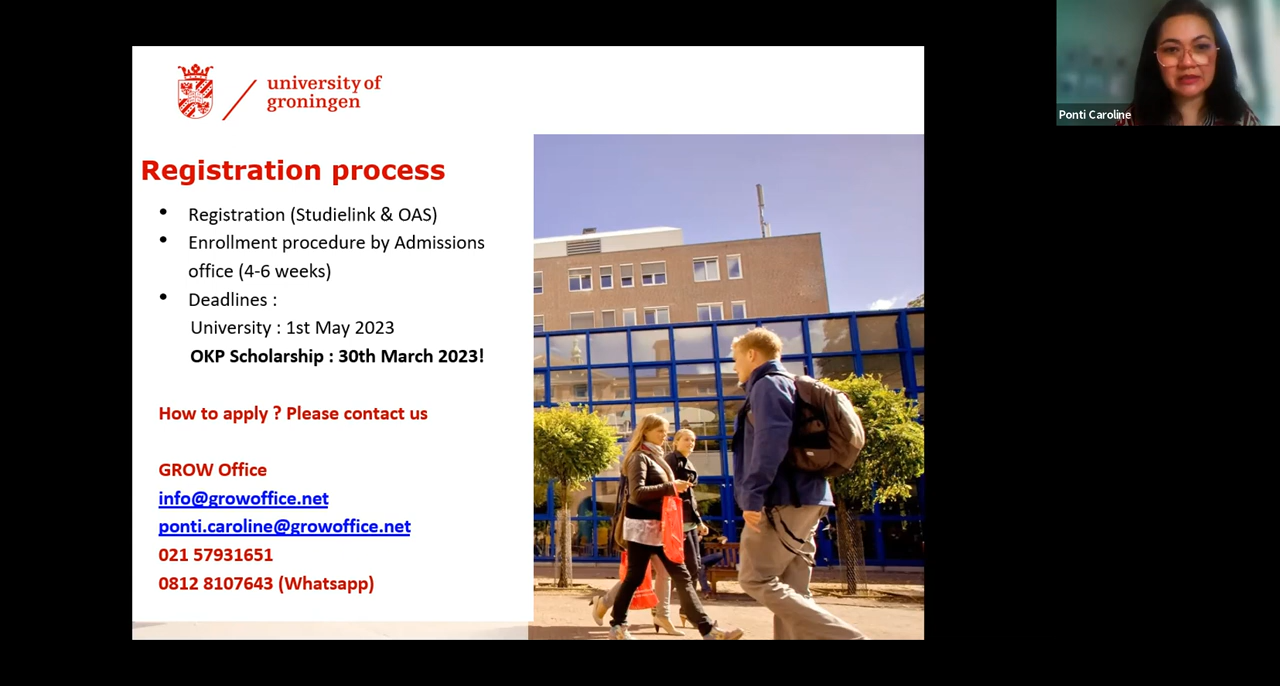 university of
groningen
Registration process
• Registration (Studielink & OAS)
• Enrollment procedure by Admissions
office (4-6 weeks)
• Deadlines :
University : 1st May 2023
OKP Scholarship : 30th March 2023!
How to apply ? Please contact us
GROW Office
info@growoffice.net
ponti.caroline@growoffice.net
021 57931651
0812 8107643 (Whatsapp)
Ponti Caroline